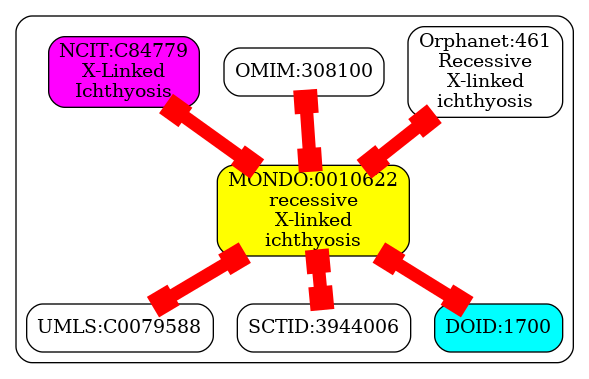 NCIT:C84779
X-Linked
Ichthyosis
OMIM:308100
Orphanet:461
Recessive
X-linked
ichthyosis
MONDO:0010622
recessive
X-linked
ichthyosis
UMLS:C0079588
SCTID:3944006
DOID:1700